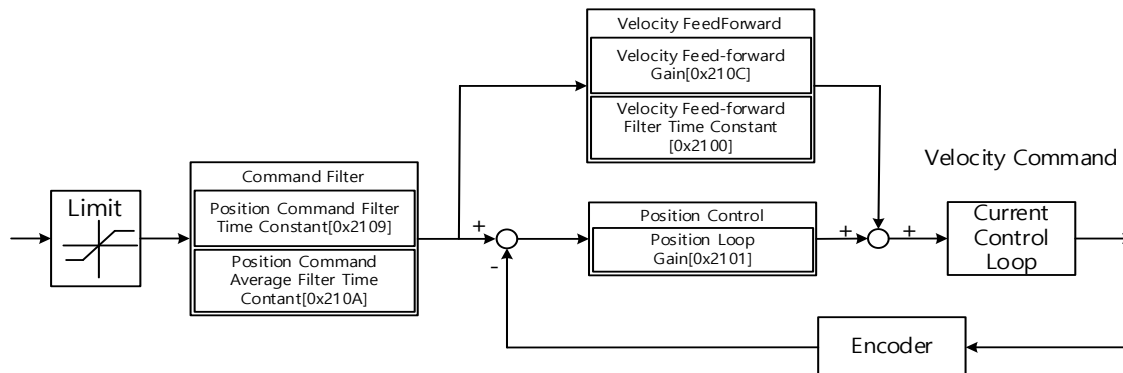 Velocity FeedForward
Velocity Feed-forward
Gain[0x210C]
Velocity Feed-forward
Filter Time Constant
[0x2100]
Velocity Command
Command Filter
Limit
Position Command Filter
Time Constant[0x2109]
Position Command
Average Filter Time
Contant[0x210A]
+
-
Position Control
Position Loop
Gain[0x2101]
+
+
Current
Control
Loop
Encoder